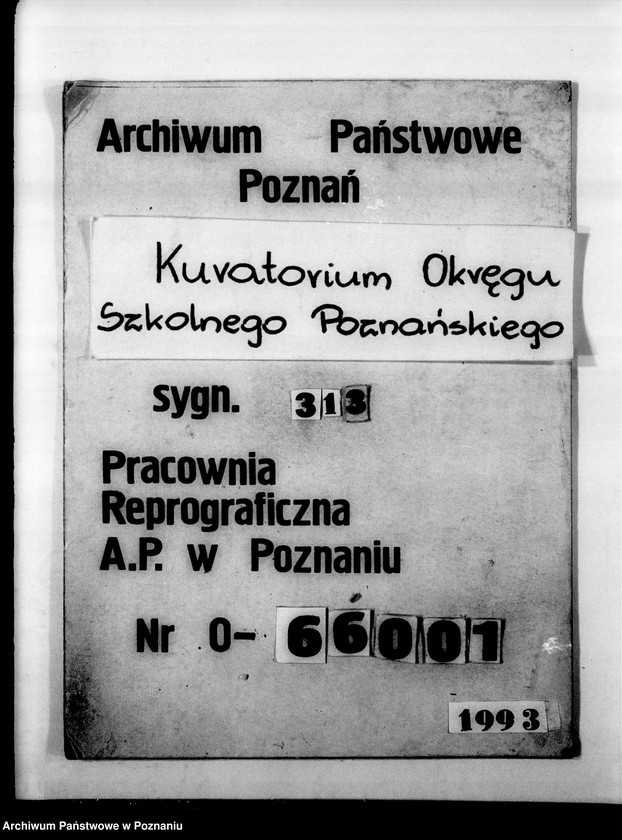 Archiwum Państwowe
Poznań
Kuratorium Okręgu
Szkolnego Poznańskiego
sygn. 313
Pracownia
Reprograficzna
A.P. w Poznaniu
Nr 0- 66001
1993
Archiwum Państwowe w Poznaniu